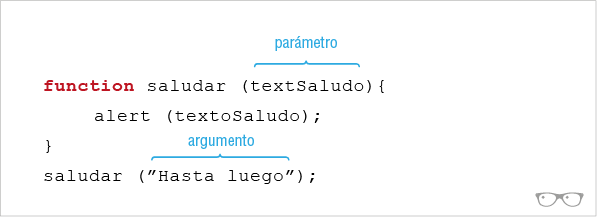 parámetro
function saludar (textSaludo){
alert (textoSaludo);
}
argumento
saludar (”Hasta luego”);